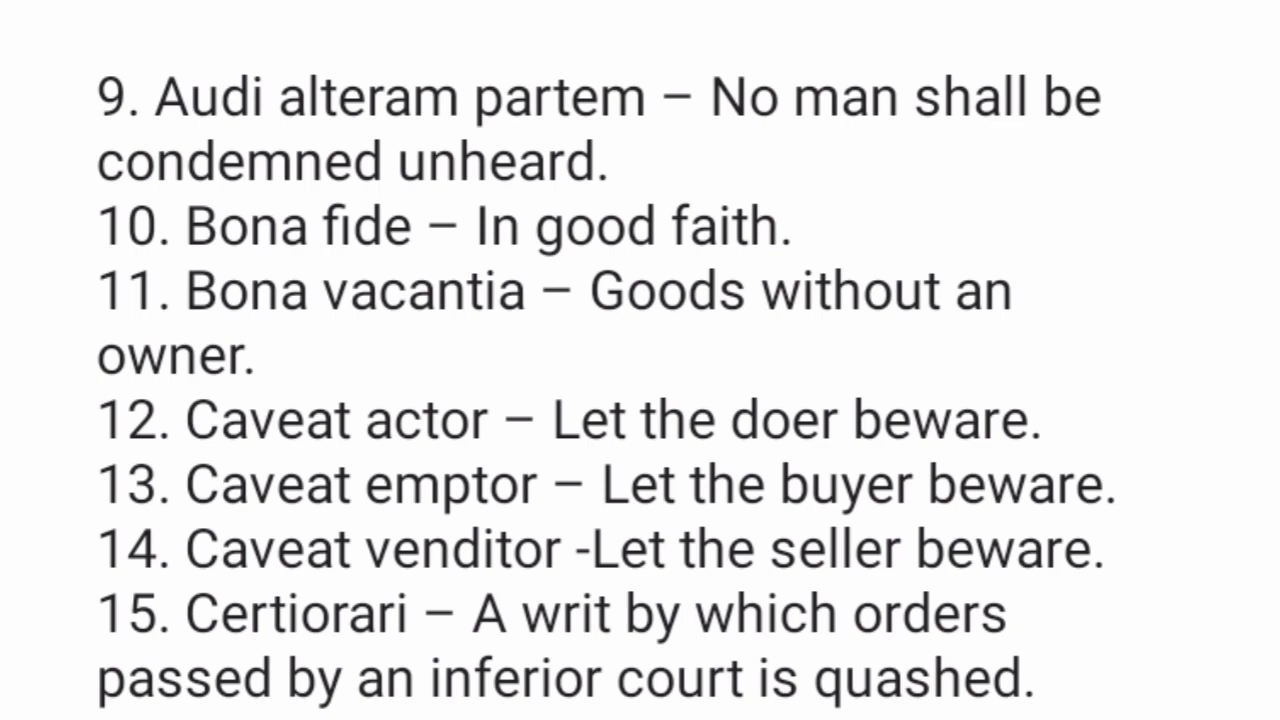 9. Audi alteram partem – No man shall be
condemned unheard.
10. Bona fide – In good faith.
11. Bona vacantia – Goods without an
owner.
12. Caveat actor – Let the doer beware.
13. Caveat emptor – Let the buyer beware.
14. Caveat venditor -Let the seller beware.
15. Certiorari – A writ by which orders
passed by an inferior court is quashed.